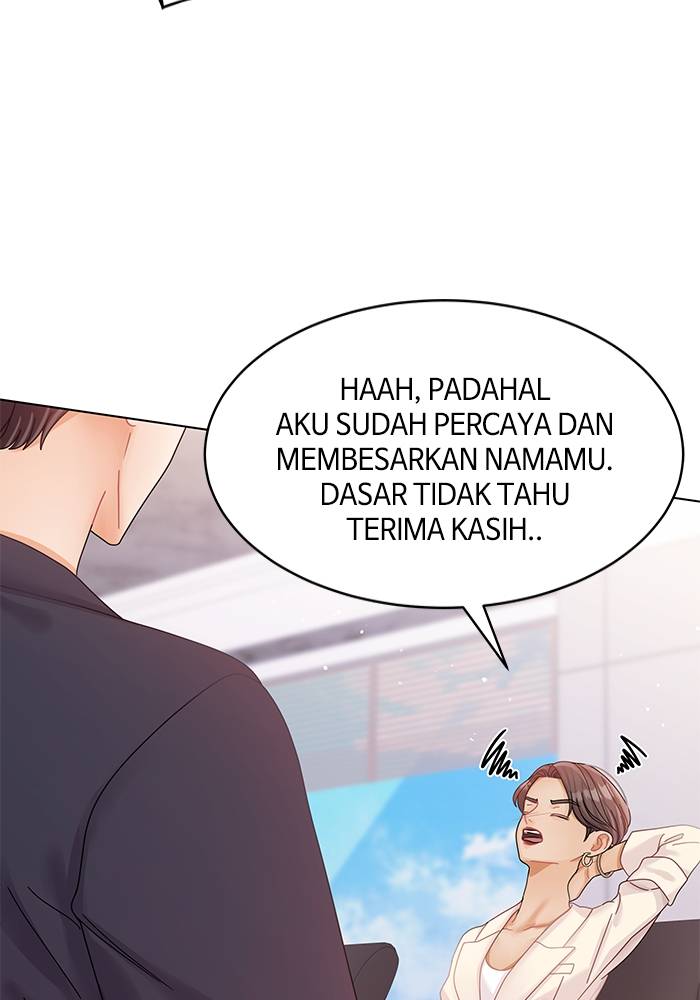 HAAH, PADAHAL
AKU SUDAH PERCAYA DAN
MEMBESARKAN NAMAMU.
DASAR TIDAK TAHU
TERIMA KASIH..